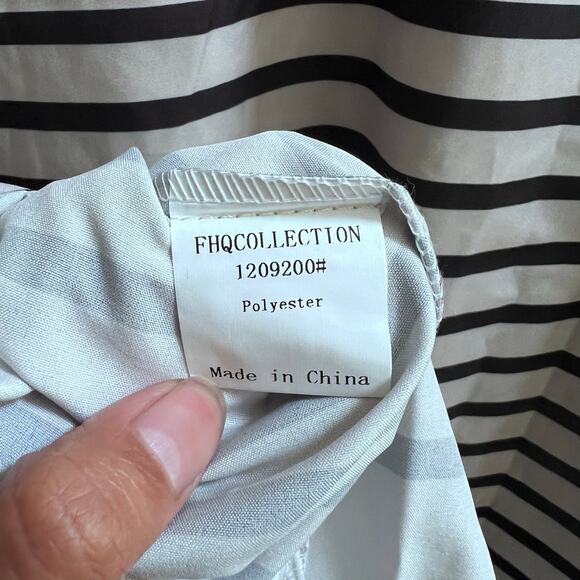 FHQCOLLECTION
1209200#
Polyester
Made in China